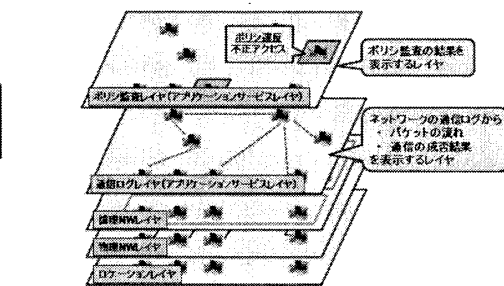 ポリシ違反
不正アクセス
ポリシ監査の結果を
表示するレイヤ
ポリシ監査レイヤ(アプリケーションサービスレイヤ)
ネットワークの通信ログから
・ パケットの流れ
・ 通信の成否結果
を表示するレイヤ
通信ログレイヤ(アプリケーションサービスレイヤ)
論理NWレイヤ
物理NWレイヤ
ロケーションレイヤ